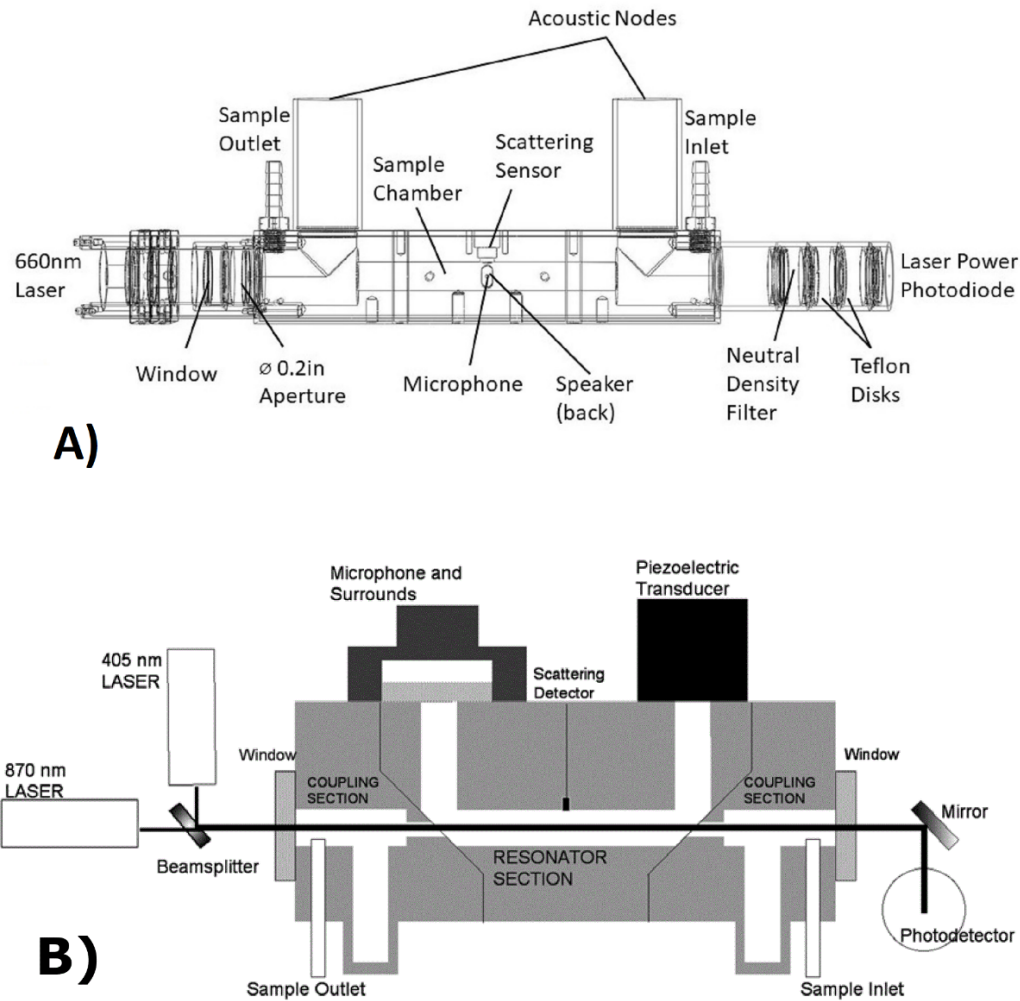 Acoustic Nodes
Sample
Outlet
Sample
Inlet
Scattering
Sensor
Sample
Chamber
660nm
Laser
Laser Power
Photodiode
Window
⌀ 0.2in
Aperture
Microphone
Speaker
(back)
Neutral
Density
Filter
Teflon
Disks
A)
Microphone and
Surrounds
Piezoelectric
Transducer
405 nm
LASER
Scattering
Detector
Window
Window
870 nm
LASER
COUPLING
SECTION
COUPLING
SECTION
Mirror
Beamsplitter
RESONATOR
SECTION
Photodetector
B)
Sample Outlet
Sample Inlet